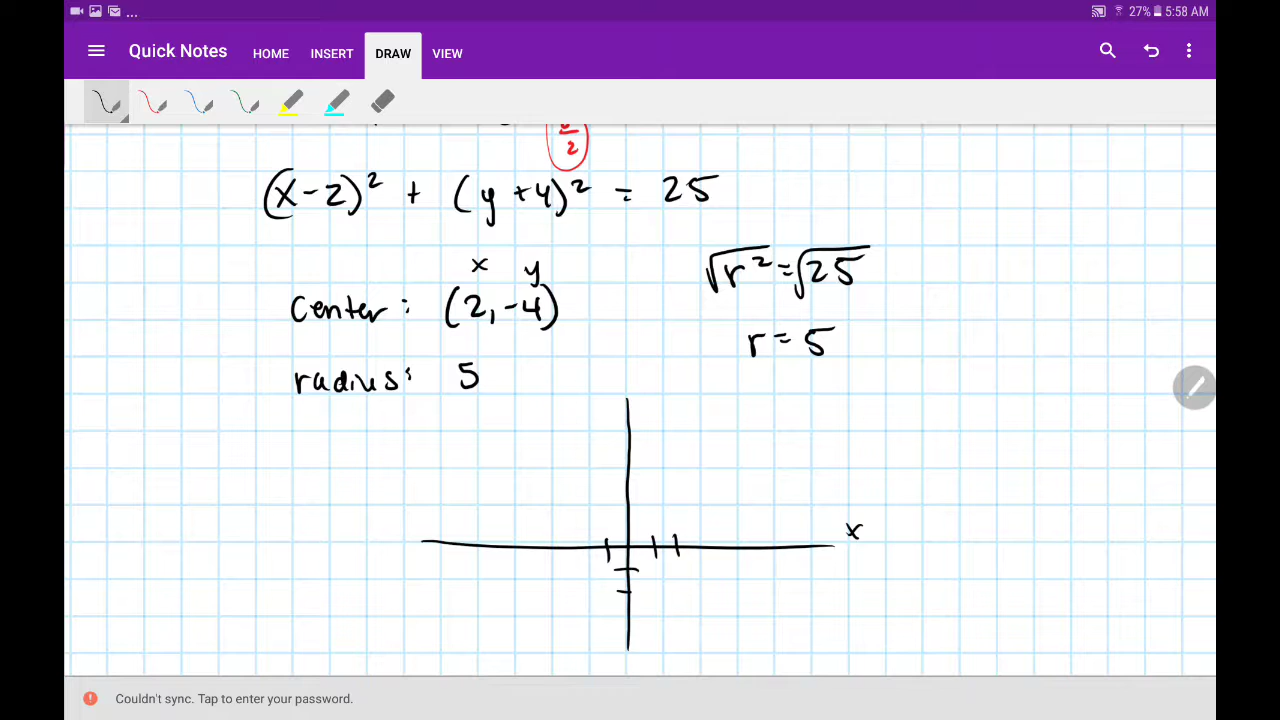 ... 27% 5:58 AM
Quick Notes HOME INSERT DRAW VIEW
2
(x-2)² + (y+4)² = 25
x y
√r² = √25
center: (2, -4)
r = 5
radius: 5
x
Couldn't sync. Tap to enter your password.